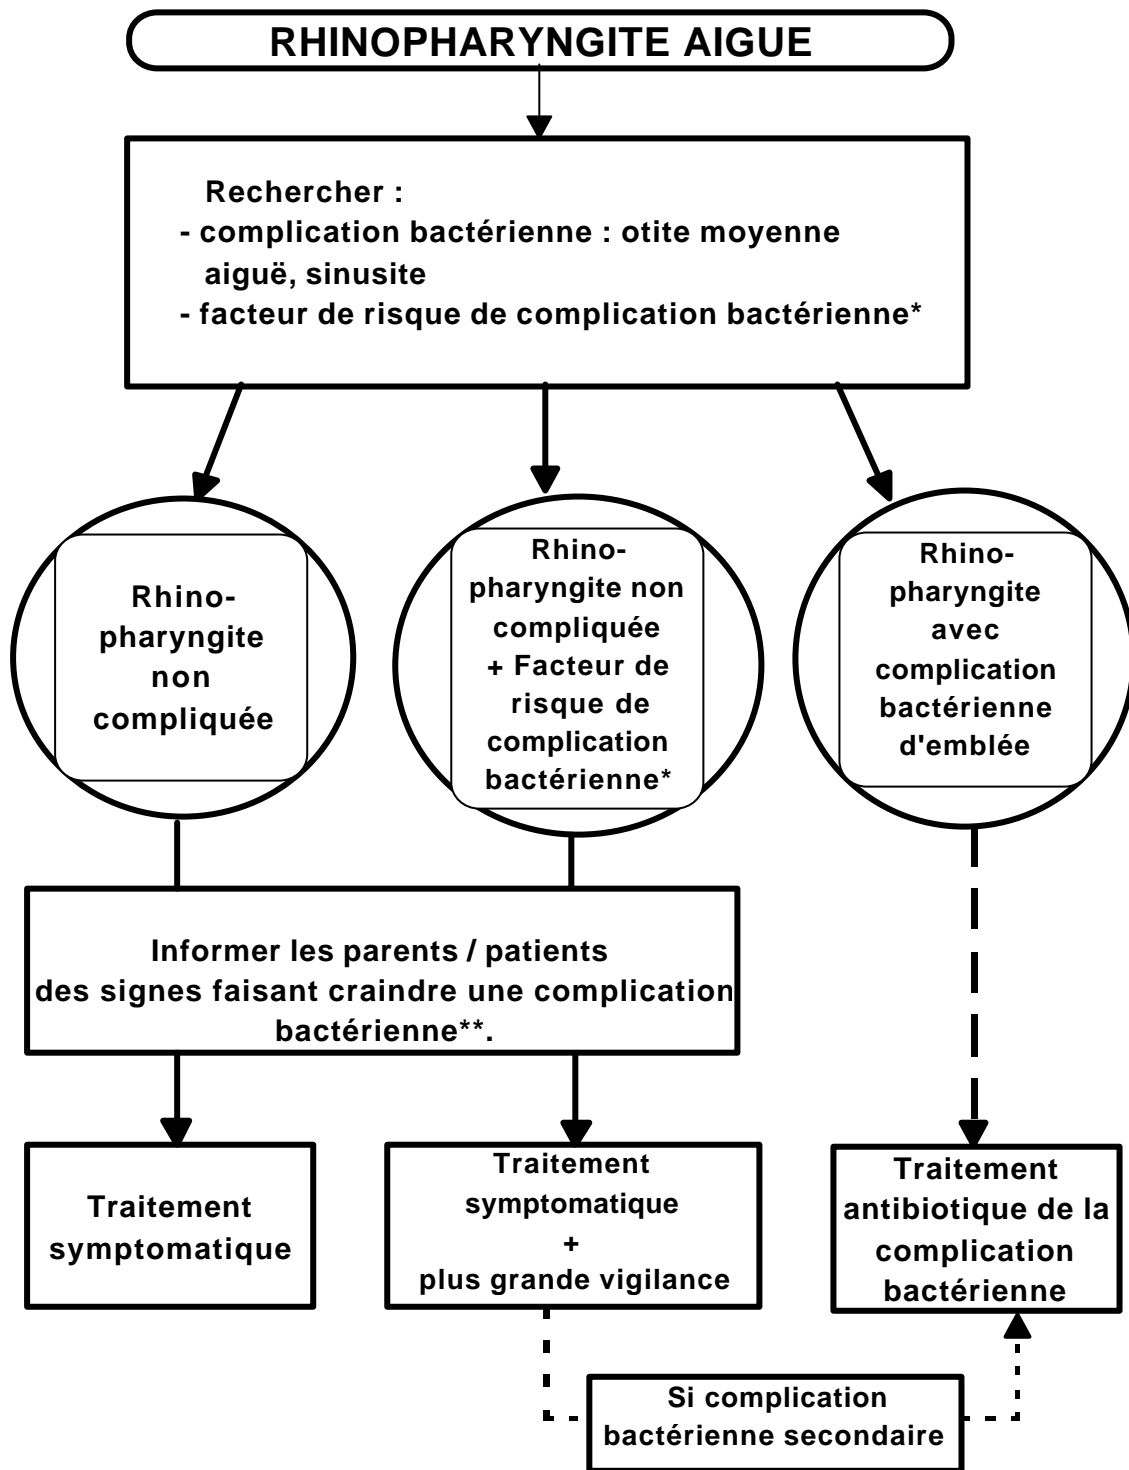 RHINOPHARYNGITE AIGUE
Rechercher :
- complication bactérienne : otite moyenne
aiguë, sinusite
- facteur de risque de complication bactérienne*
Rhino-
pharyngite
non
compliquée
Rhino-
pharyngite non
compliquée
+ Facteur de
risque de
complication
bactérienne*
Rhino-
pharyngite
avec
complication
bactérienne
d'emblée
Informer les parents / patients
des signes faisant craindre une complication
bactérienne**.
Traitement
symptomatique
Traitement
symptomatique
+
plus grande vigilance
Traitement
antibiotique de la
complication
bactérienne
Si complication
bactérienne secondaire